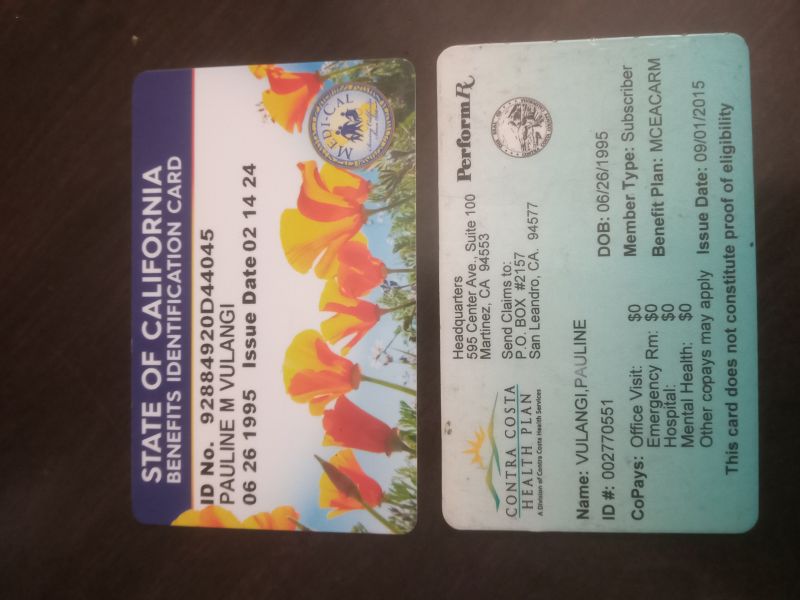 STATE OF CALIFORNIA
BENEFITS IDENTIFICATION CARD
ID No. 92884920D44045
PAULINE M VULANGI
06 26 1995 Issue Date 02 14 24
MEDI-CAL
CONTRA COSTA
HEALTH PLAN
A Division of Contra Costa Health Services
Headquarters
595 Center Ave., Suite 100
Martinez, CA 94553
Send Claims to:
P.O. BOX #2157
San Leandro, CA. 94577
PerformRx
Name: VULANGI,PAULINE
ID #: 002770551 DOB: 06/26/1995
CoPays: Office Visit: $0 Member Type: Subscriber
Emergency Rm: $0 Benefit Plan: MCEACARM
Hospital: $0
Mental Health: $0
Other copays may apply Issue Date: 09/01/2015
This card does not constitute proof of eligibility